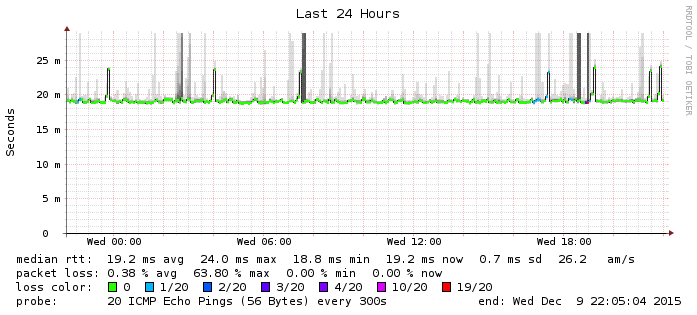 Last 24 Hours
RRDTOOL / TOBI OETIKER
Seconds
25 m
20 m
15 m
10 m
5 m
0
Wed 00:00 Wed 06:00 Wed 12:00 Wed 18:00
median rtt: 19.2 ms avg 24.0 ms max 18.8 ms min 19.2 ms now 0.7 ms sd 26.2 am/s
packet loss: 0.38 % avg 63.80 % max 0.00 % min 0.00 % now
loss color: 0 1/20 2/20 3/20 4/20 10/20 19/20
probe: 20 ICMP Echo Pings (56 Bytes) every 300s end: Wed Dec 9 22:05:04 2015